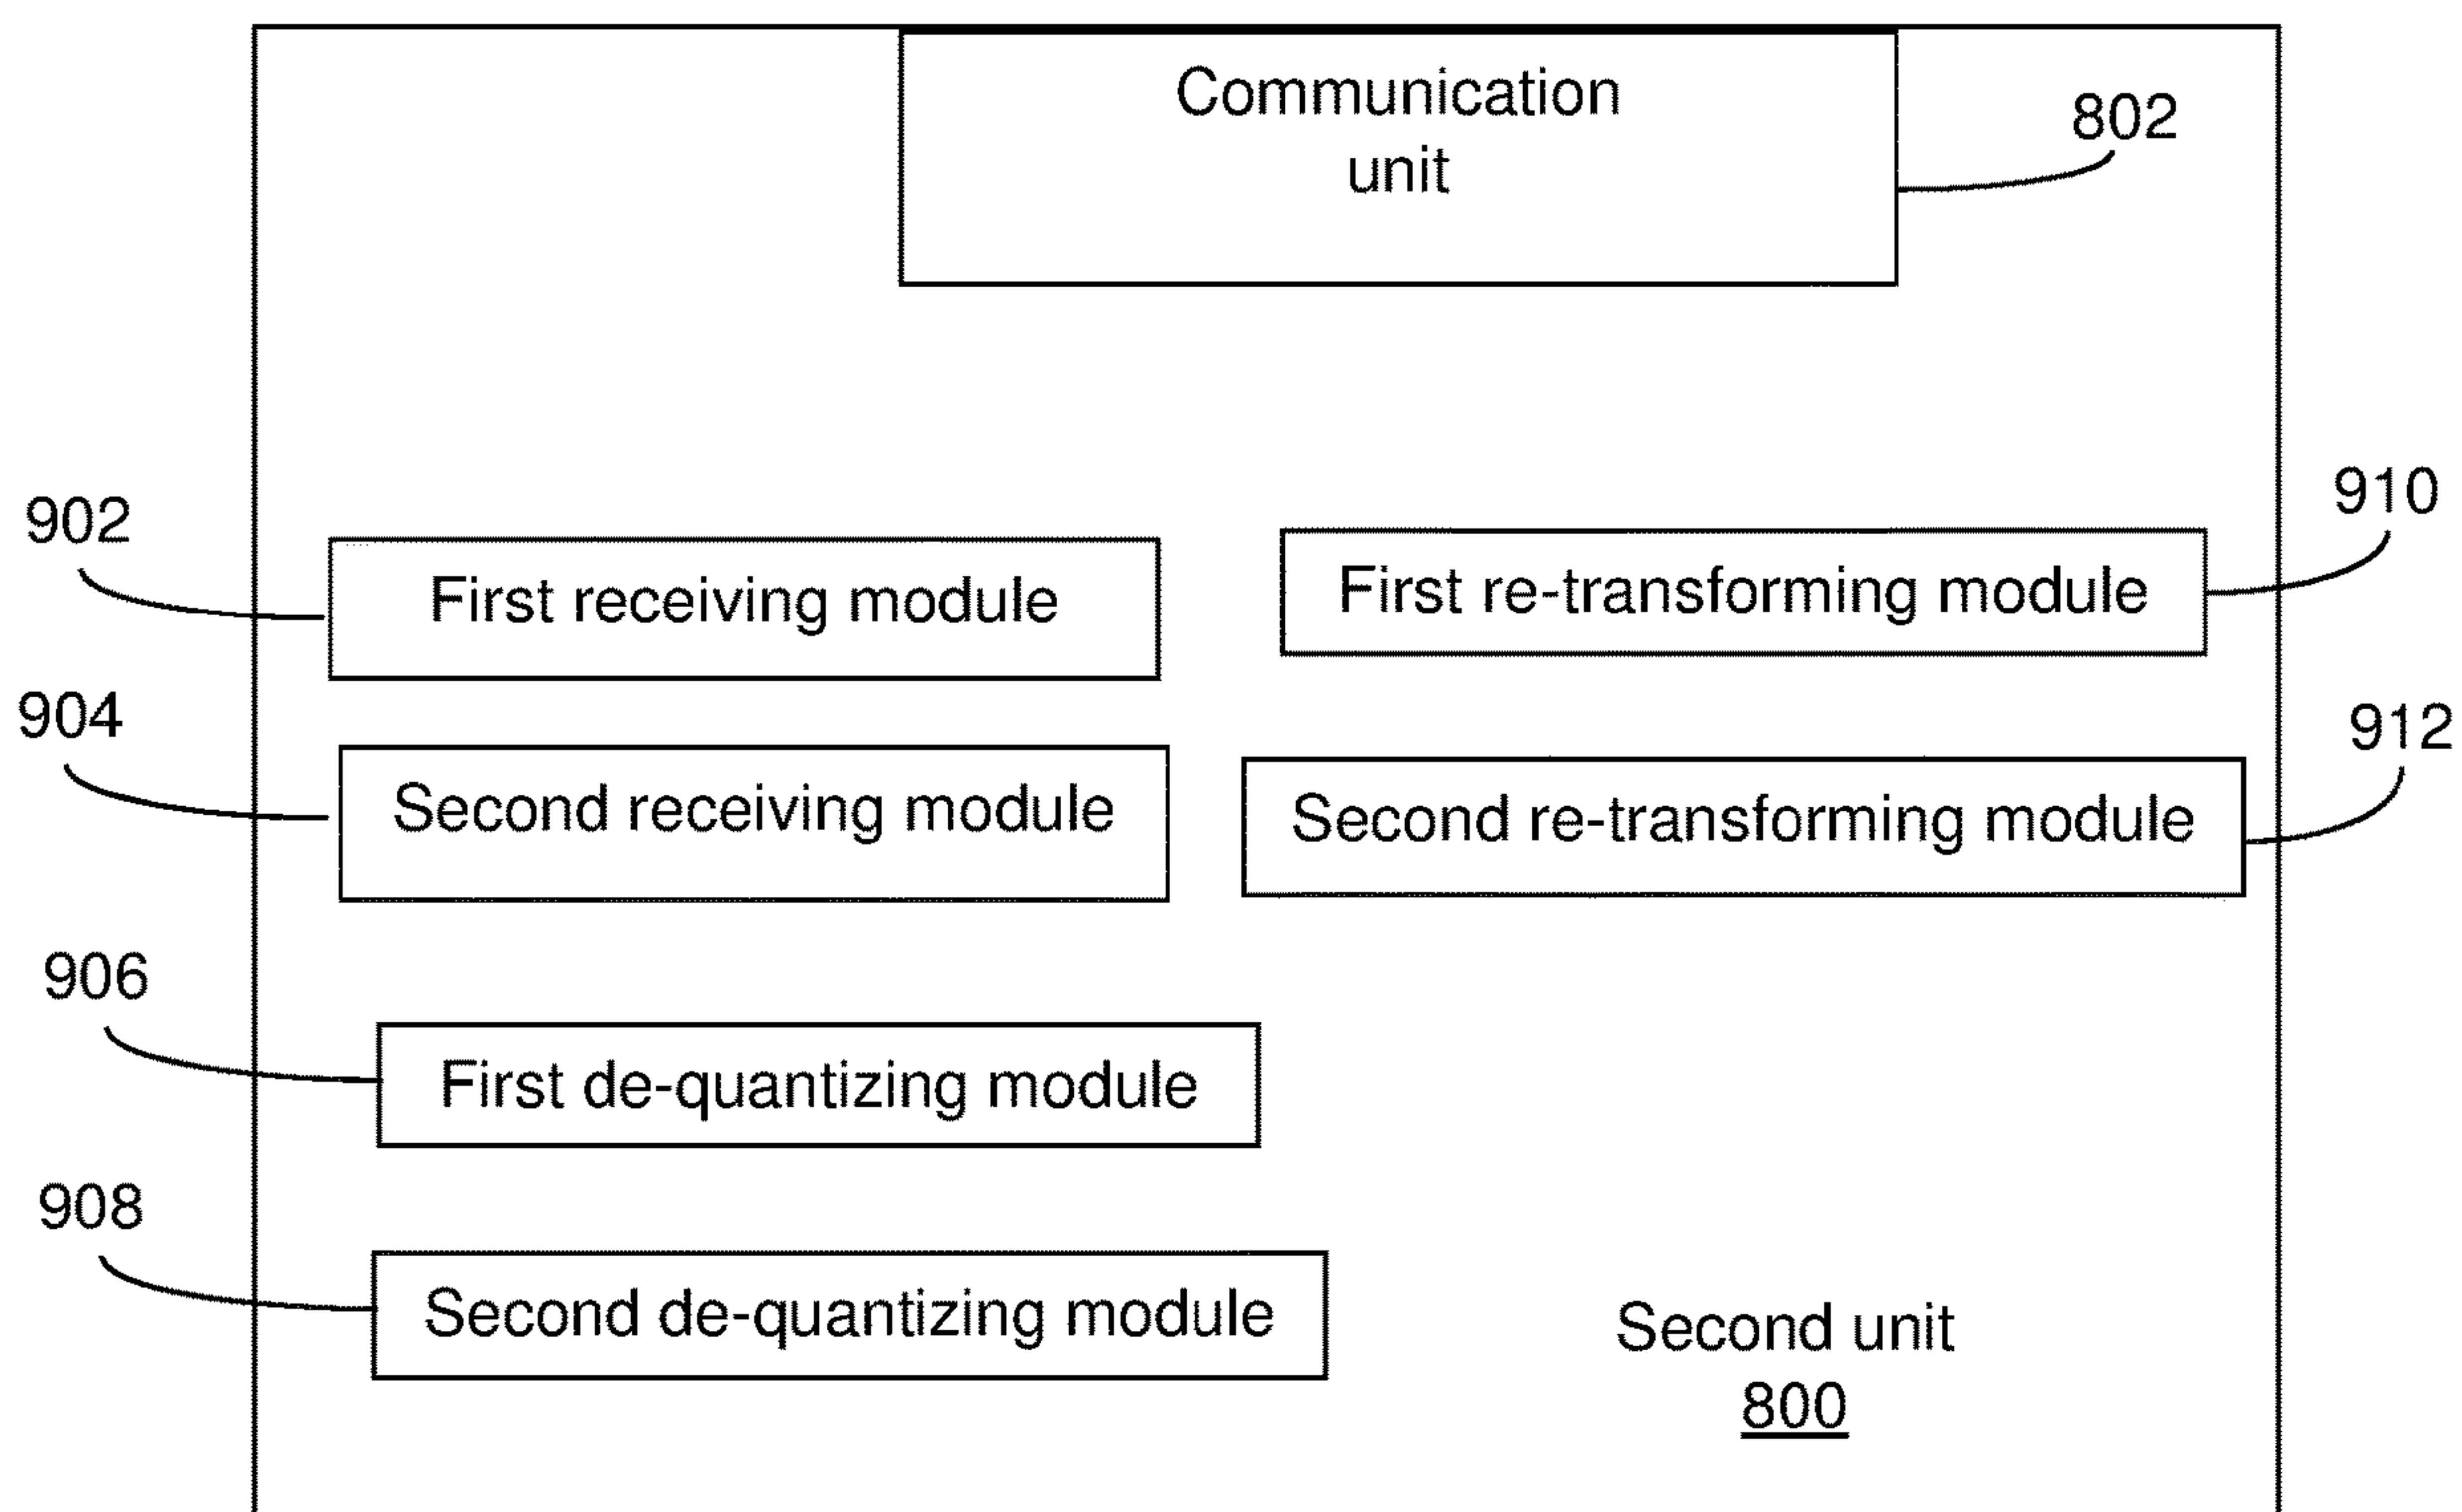 Communication
unit
802
902
First receiving module
First re-transforming module
910
904
Second receiving module
Second re-transforming module
912
906
First de-quantizing module
908
Second de-quantizing module
Second unit
800